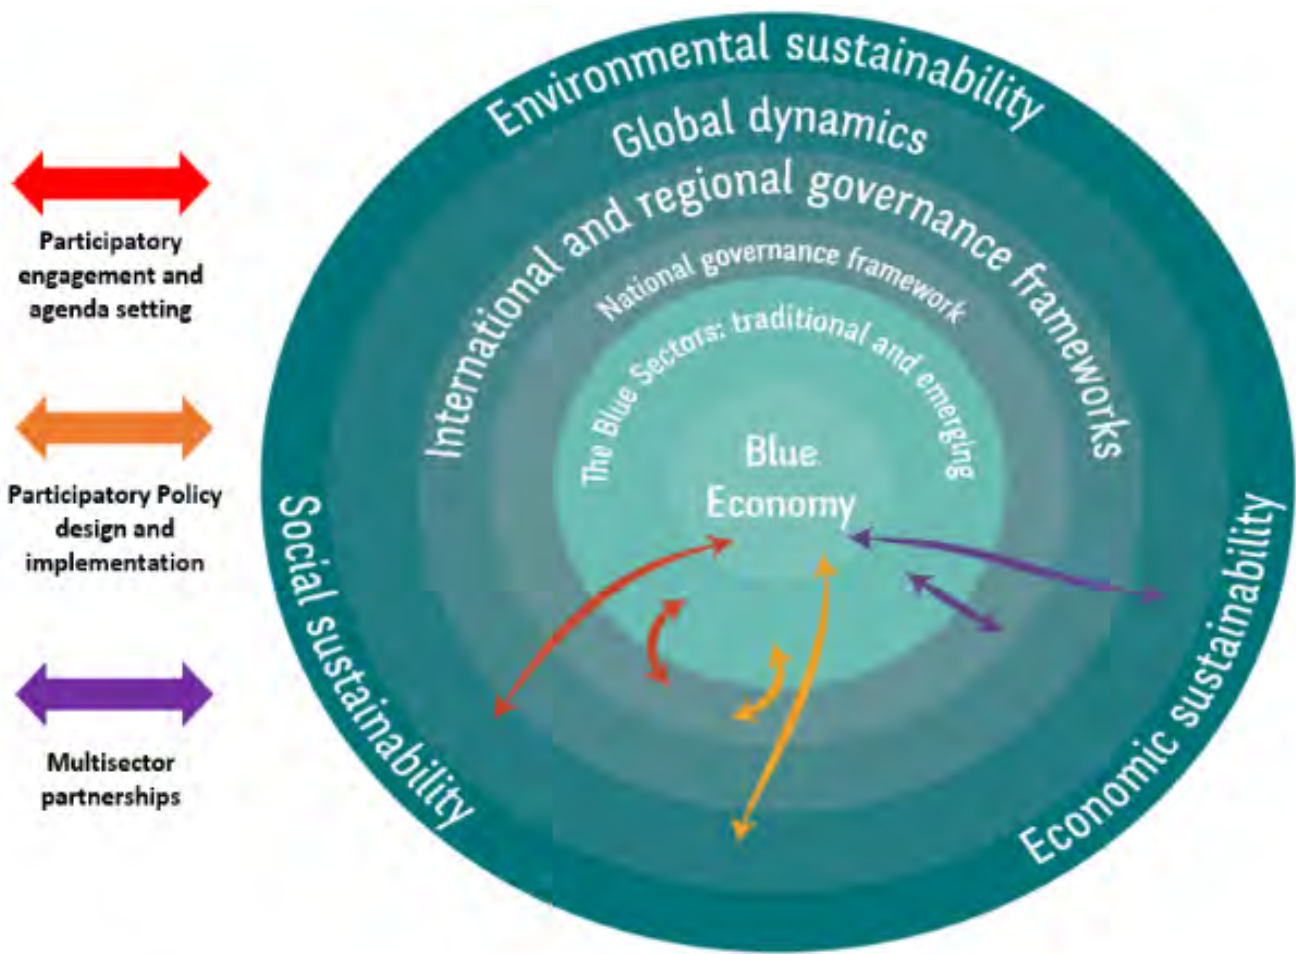 Environmental sustainability
Global dynamics
International and regional governance frameworks
National governance framework
The Blue Sectors: traditional and emerging
Blue
Economy
Social sustainability
Economic sustainability
Participatory
engagement and
agenda setting
Participatory Policy
design and
implementation
Multisector
partnerships